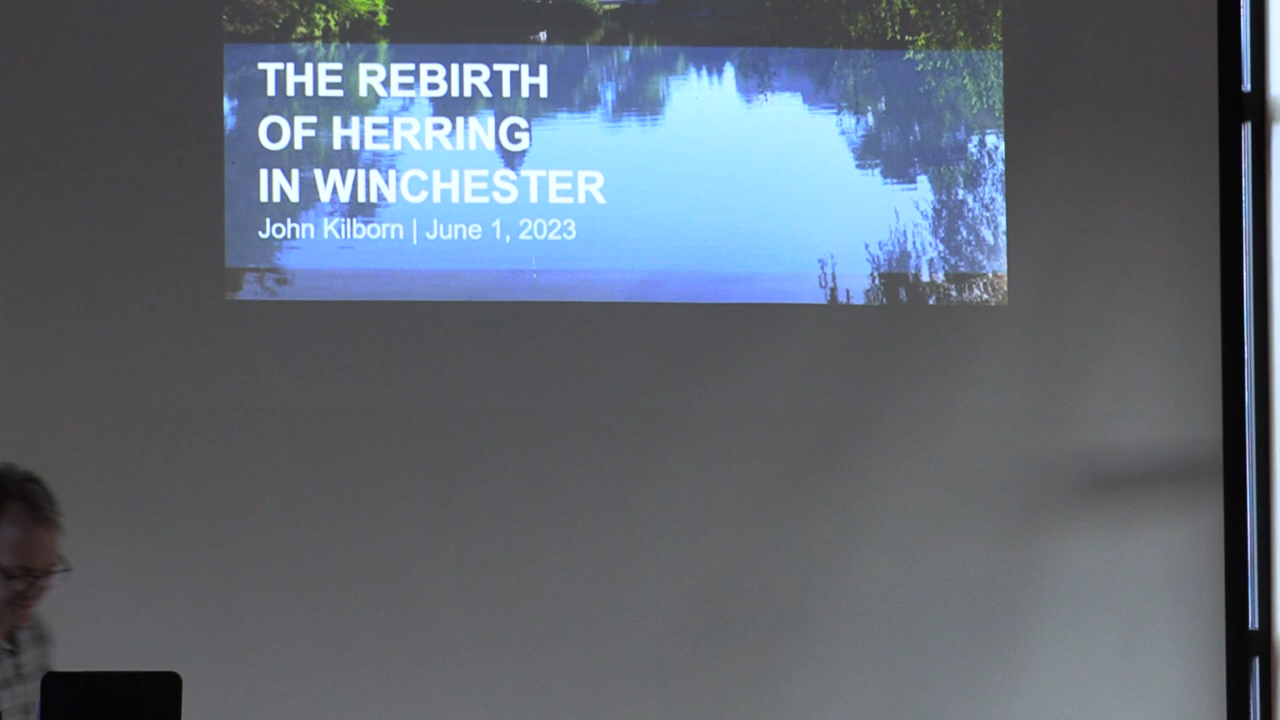 THE REBIRTH
OF HERRING
IN WINCHESTER
John Kilborn | June 1, 2023